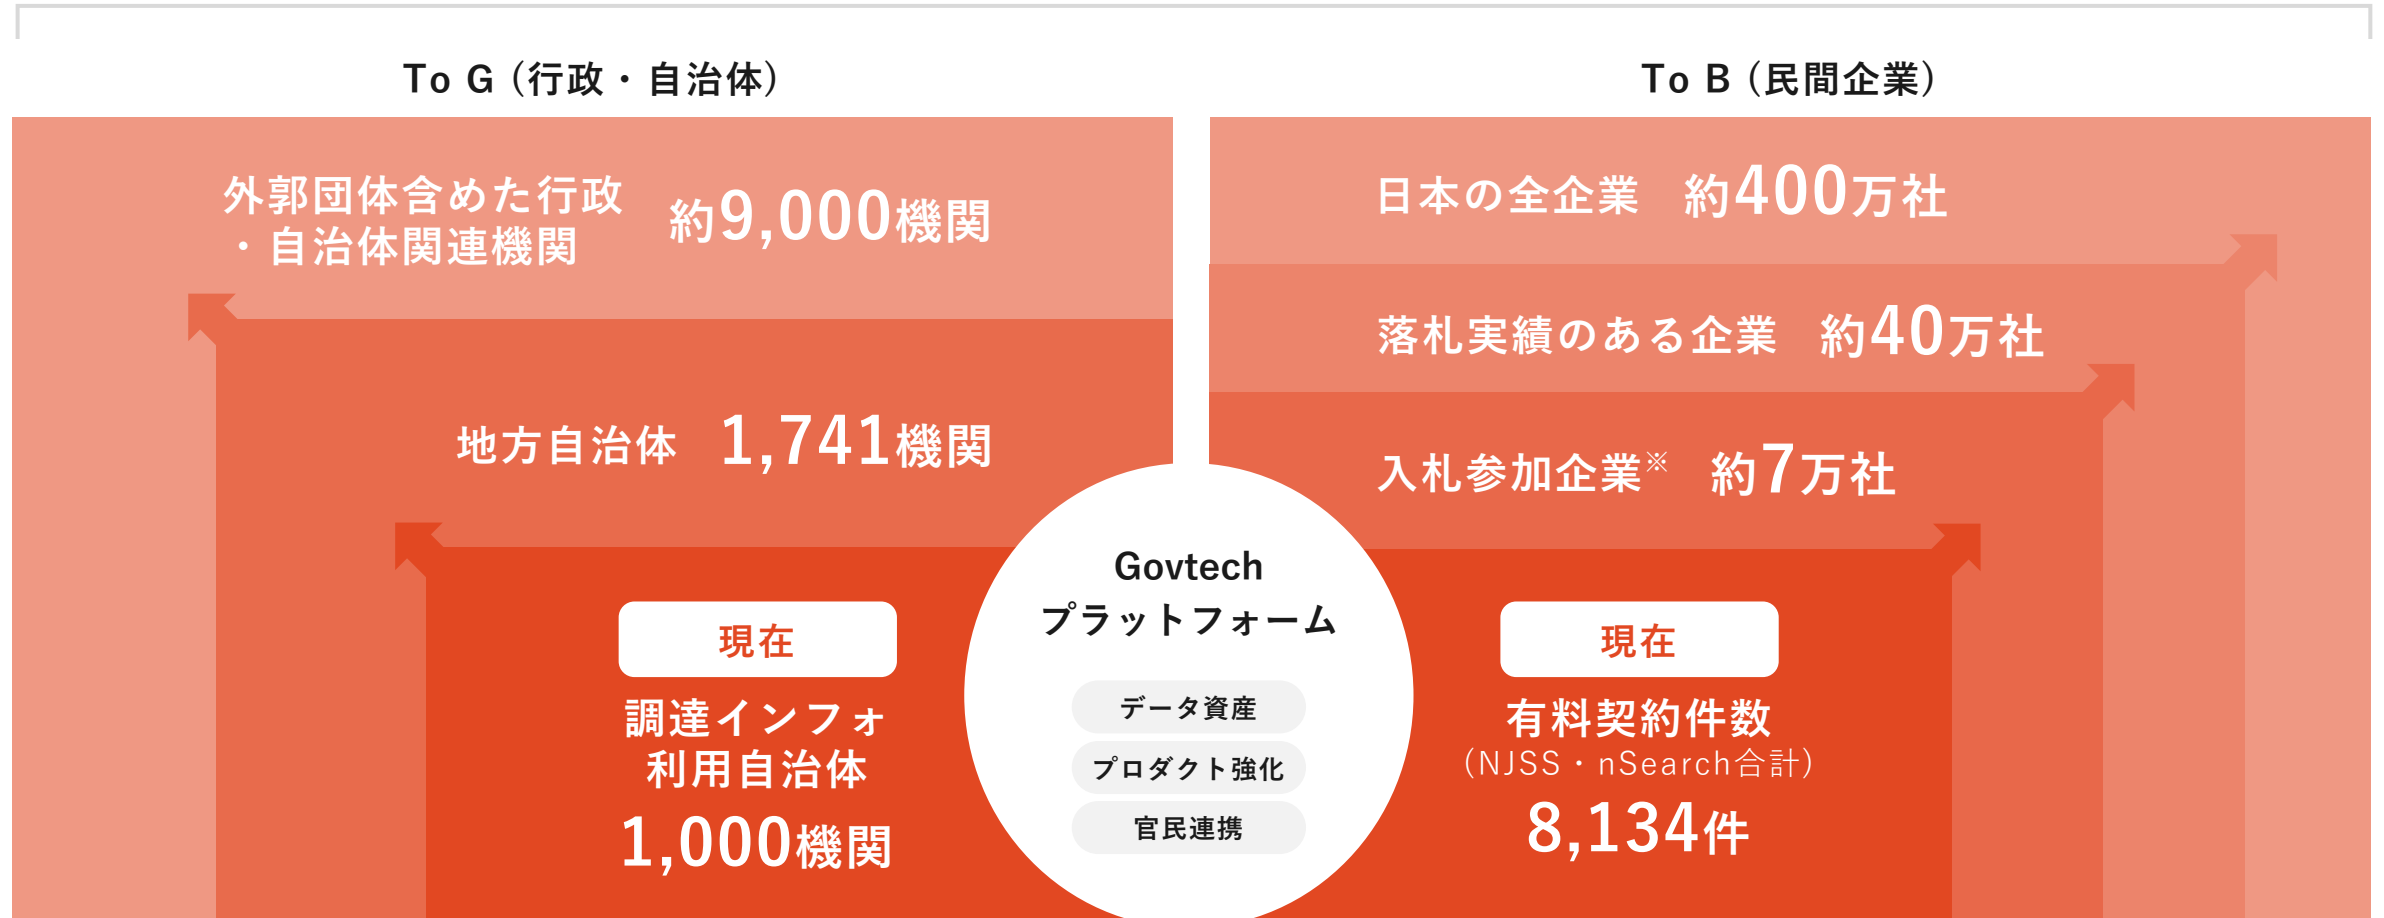 To G（行政・自治体）
外郭団体含めた行政
・自治体関連機関
約9,000機関
地方自治体 1,741機関
現在
調達インフォ
利用自治体
1,000機関
Govtech
プラットフォーム
データ資産
プロダクト強化
官民連携
To B（民間企業）
日本の全企業 約400万社
落札実績のある企業 約40万社
入札参加企業※ 約7万社
現在
有料契約件数
（NJSS・nSearch合計）
8,134件